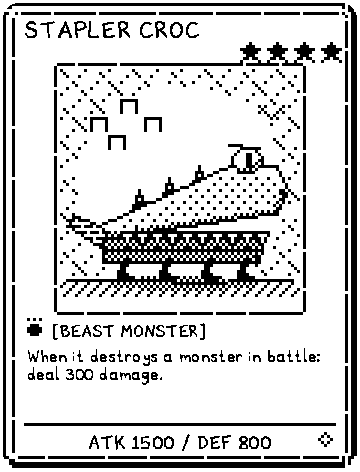 STAPLER CROC
[BEAST MONSTER]
When it destroys a monster in battle:
deal 300 damage.
ATK 1500 / DEF 800